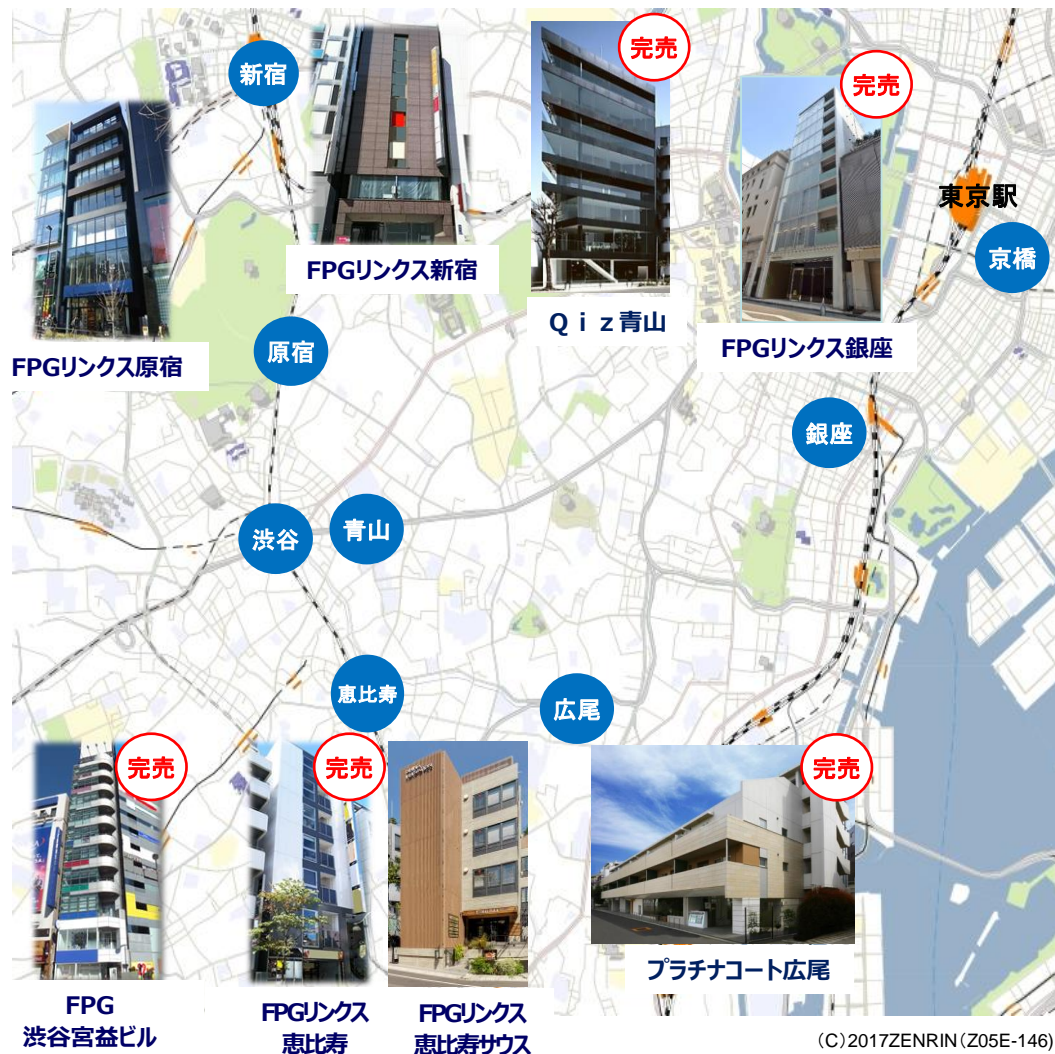 完売
完売
新宿
東京駅
京橋
FPGリンクス新宿
Ｑｉｚ青山
FPGリンクス銀座
FPGリンクス原宿
原宿
銀座
渋谷
青山
恵比寿
広尾
完売
完売
完売
プラチナコート広尾
FPG
渋谷宮益ビル
FPGリンクス
恵比寿
FPGリンクス
恵比寿サウス
(C)2017ZENRIN(Z05E-146)